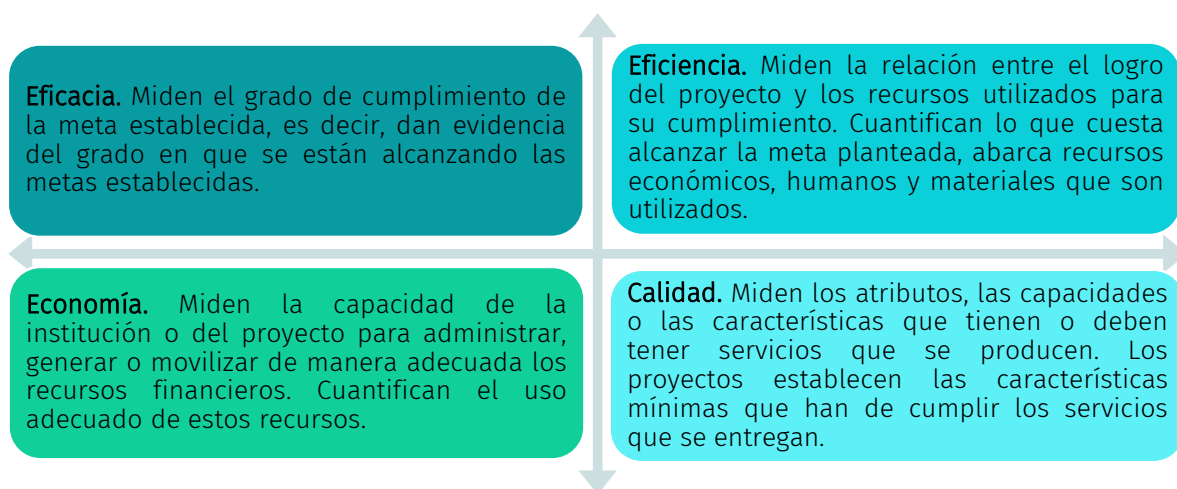 Eficacia. Miden el grado de cumplimiento de
la meta establecida, es decir, dan evidencia
del grado en que se están alcanzando las
metas establecidas.
Eficiencia. Miden la relación entre el logro
del proyecto y los recursos utilizados para
su cumplimiento. Cuantifican lo que cuesta
alcanzar la meta planteada, abarca recursos
económicos, humanos y materiales que son
utilizados.
Economía. Miden la capacidad de la
institución o del proyecto para administrar,
generar o movilizar de manera adecuada los
recursos financieros. Cuantifican el uso
adecuado de estos recursos.
Calidad. Miden los atributos, las capacidades
o las características que tienen o deben
tener servicios que se producen. Los
proyectos establecen las características
mínimas que han de cumplir los servicios
que se entregan.